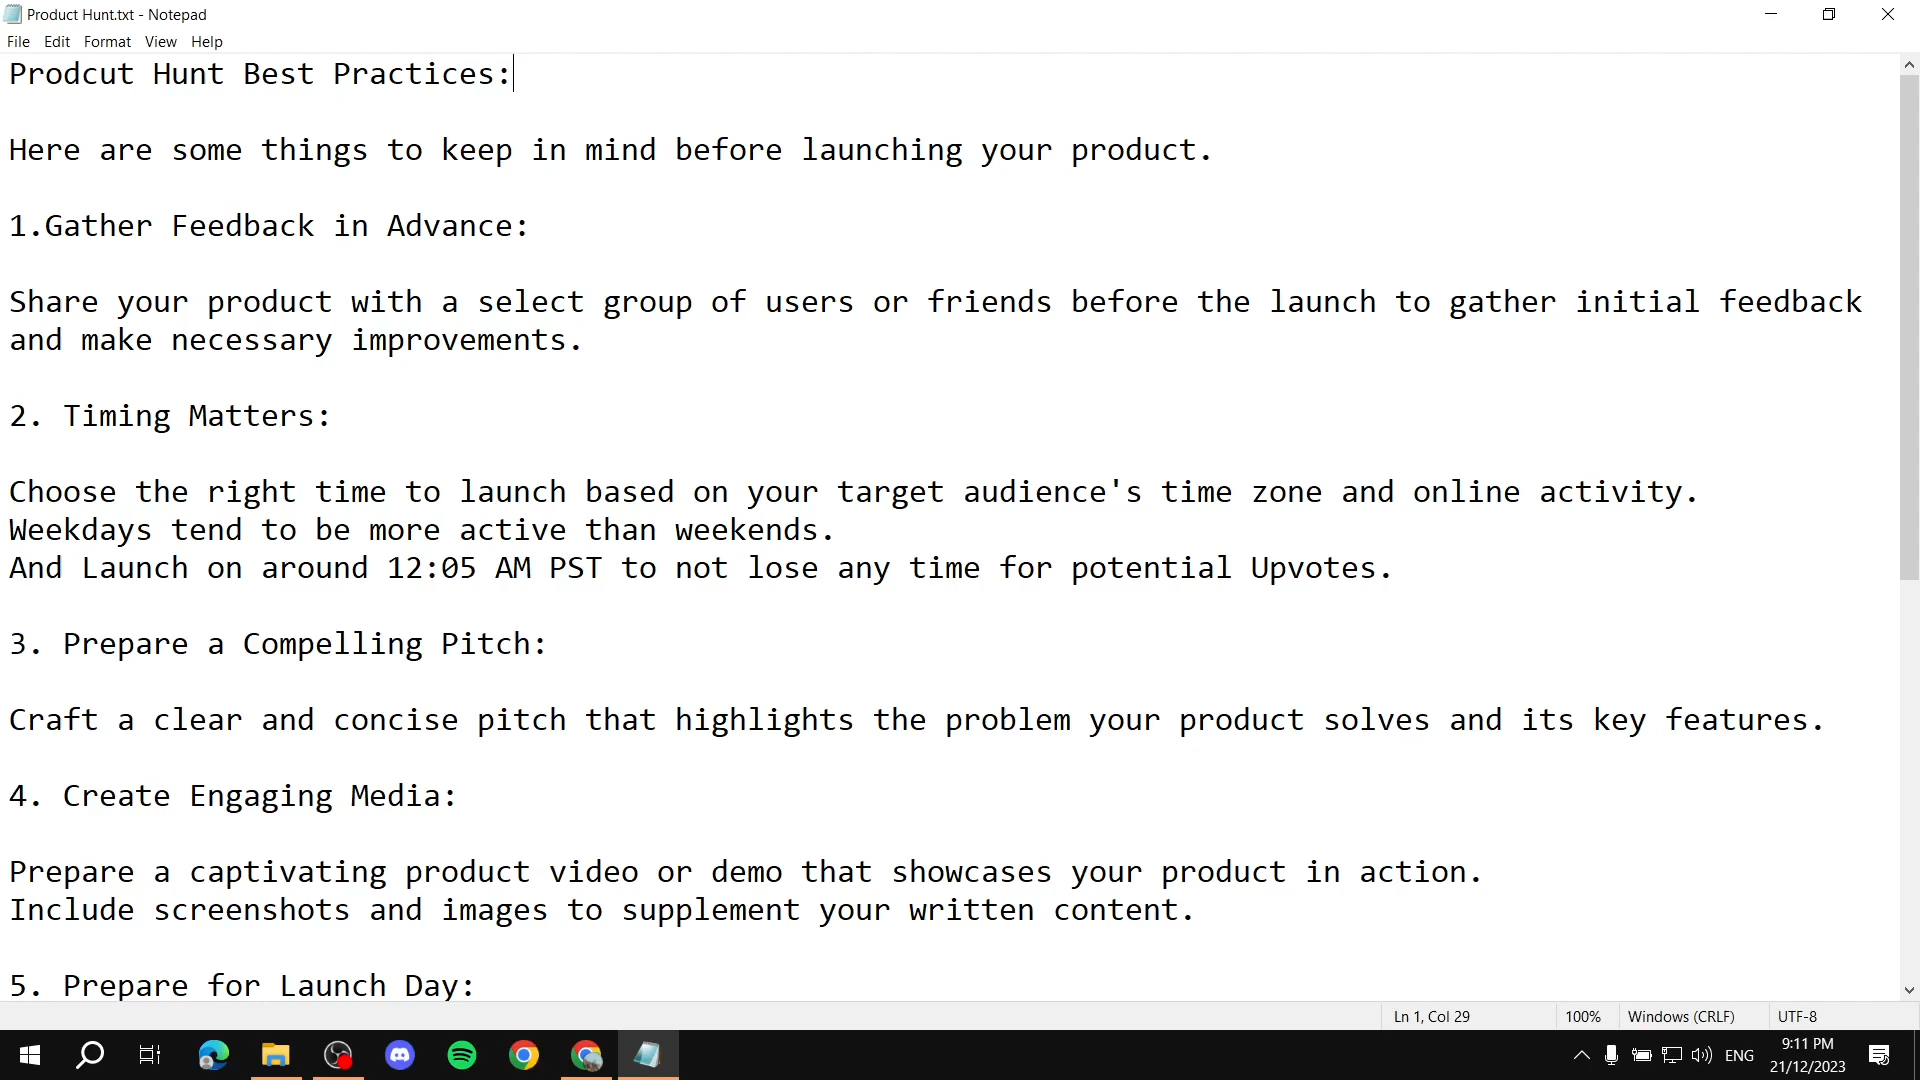 Product Hunt.txt - Notepad
File Edit Format View Help
Prodcut Hunt Best Practices:
Here are some things to keep in mind before launching your product.
1.Gather Feedback in Advance:
Share your product with a select group of users or friends before the launch to gather initial feedback
and make necessary improvements.
2. Timing Matters:
Choose the right time to launch based on your target audience's time zone and online activity.
Weekdays tend to be more active than weekends.
And Launch on around 12:05 AM PST to not lose any time for potential Upvotes.
3. Prepare a Compelling Pitch:
Craft a clear and concise pitch that highlights the problem your product solves and its key features.
4. Create Engaging Media:
Prepare a captivating product video or demo that showcases your product in action.
Include screenshots and images to supplement your written content.
5. Prepare for Launch Day:
Ln 1, Col 29 100% Windows (CRLF) UTF-8
ENG
9:11 PM
21/12/2023